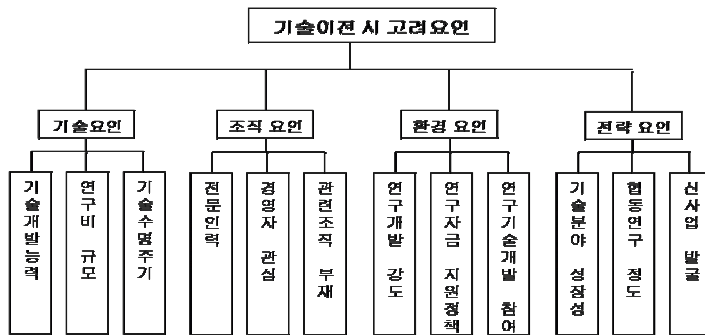 기술이전 시 고려요인
기술요인
조직 요인
환경 요인
전략 요인
기술개발능력
연구비 규모
기술수명주기
전문인력
경영자 관심
관련조직 부재
연구개발 강도
연구자금 지원정책
연구기술개발 참여
기술분야 성장성
협동연구 정도
신사업 발굴